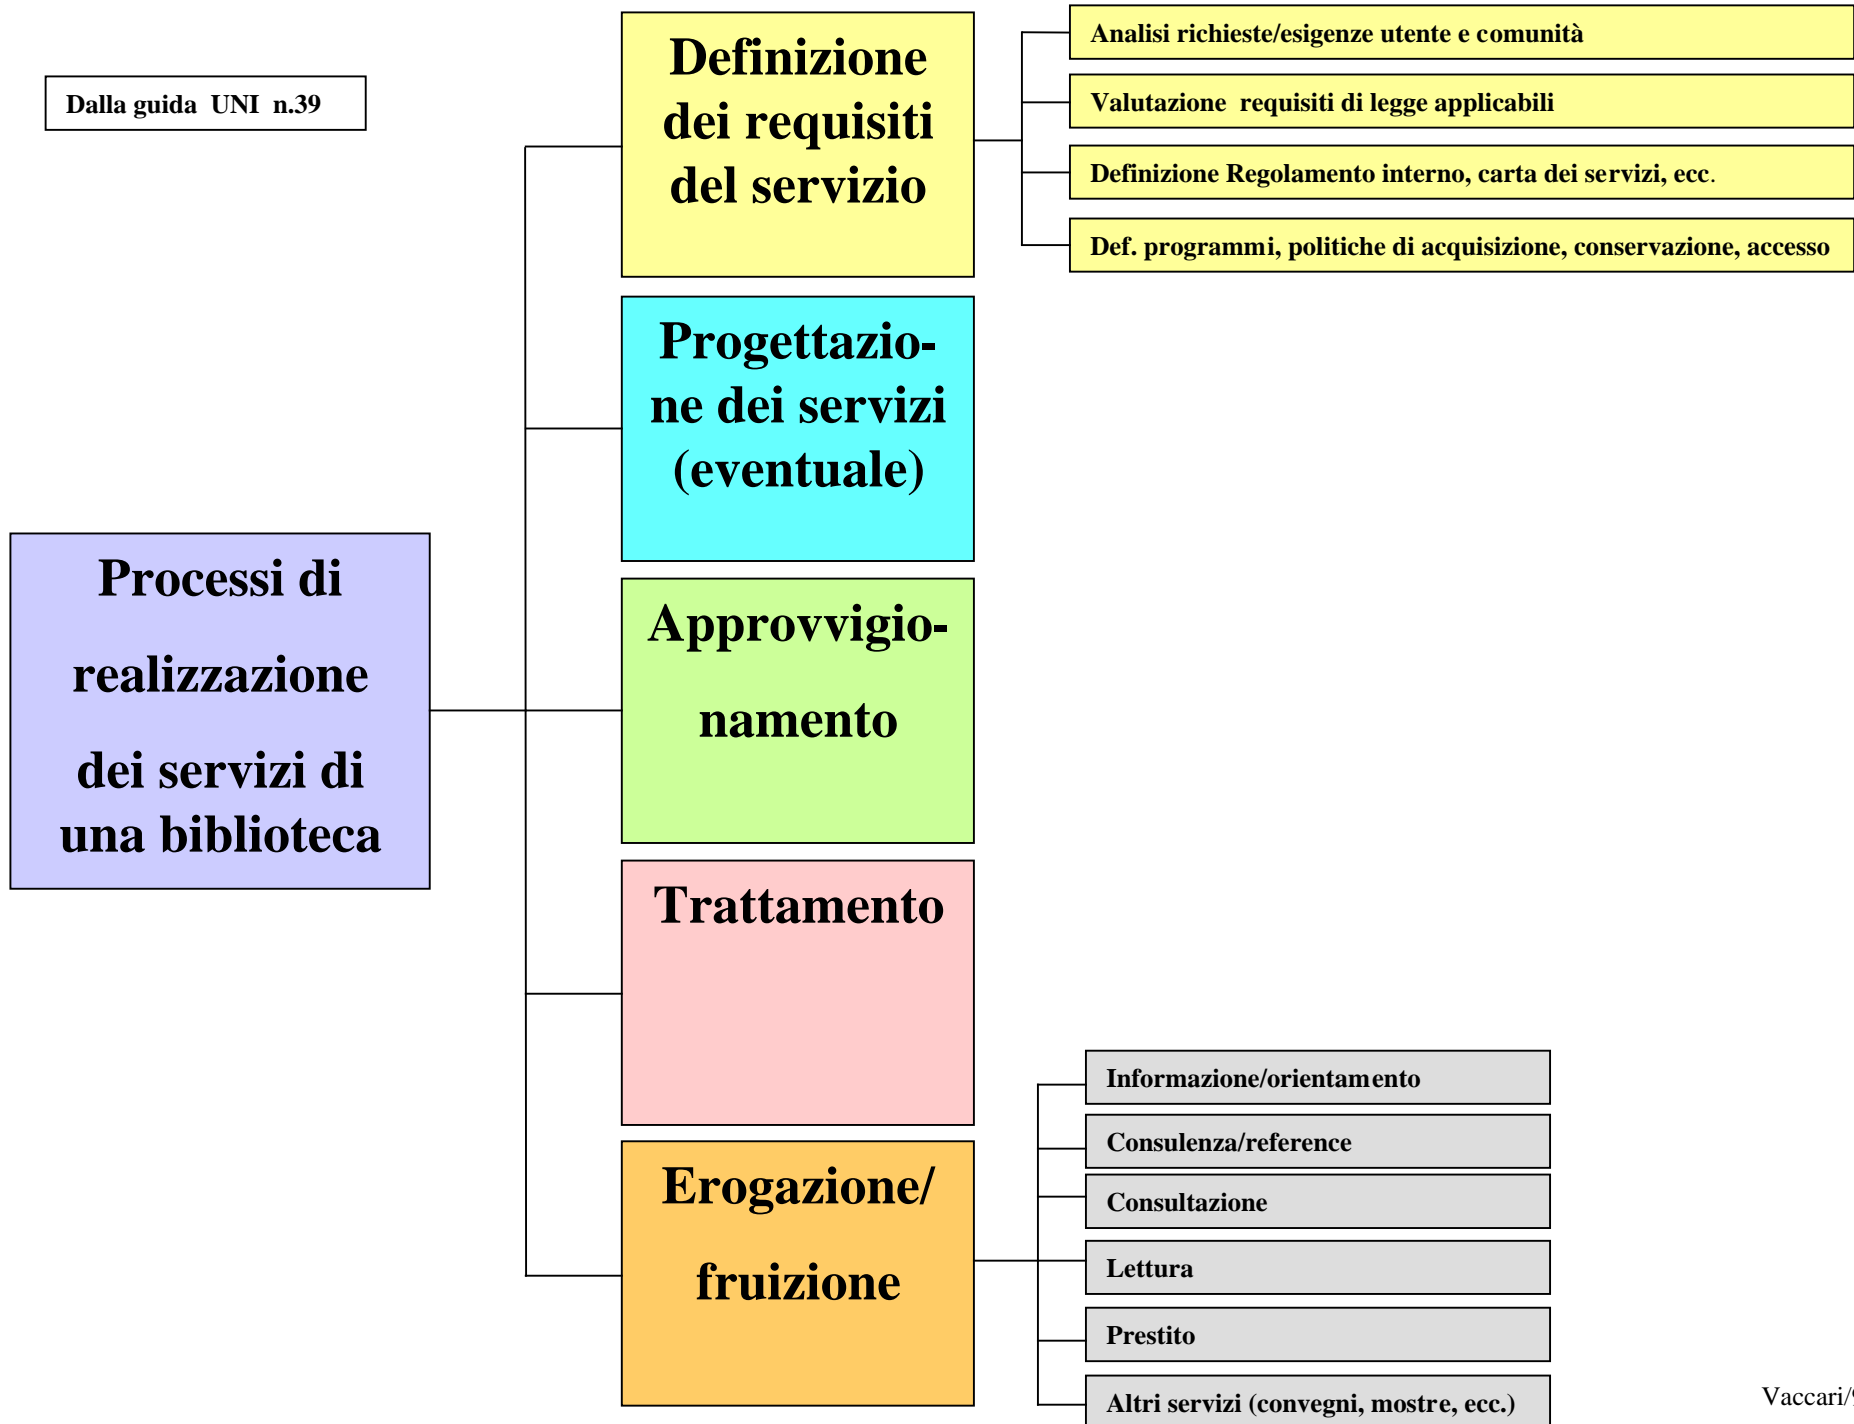 Dalla guida UNI n.39
Processi di
realizzazione
dei servizi di
una biblioteca
Definizione
dei requisiti
del servizio
Analisi richieste/esigenze utente e comunità
Valutazione requisiti di legge applicabili
Definizione Regolamento interno, carta dei servizi, ecc.
Def. programmi, politiche di acquisizione, conservazione, accesso
Progettazio-
ne dei servizi
(eventuale)
Approvvigio-
namento
Trattamento
Erogazione/
fruizione
Informazione/orientamento
Consulenza/reference
Consultazione
Lettura
Prestito
Altri servizi (convegni, mostre, ecc.)
Vaccari/